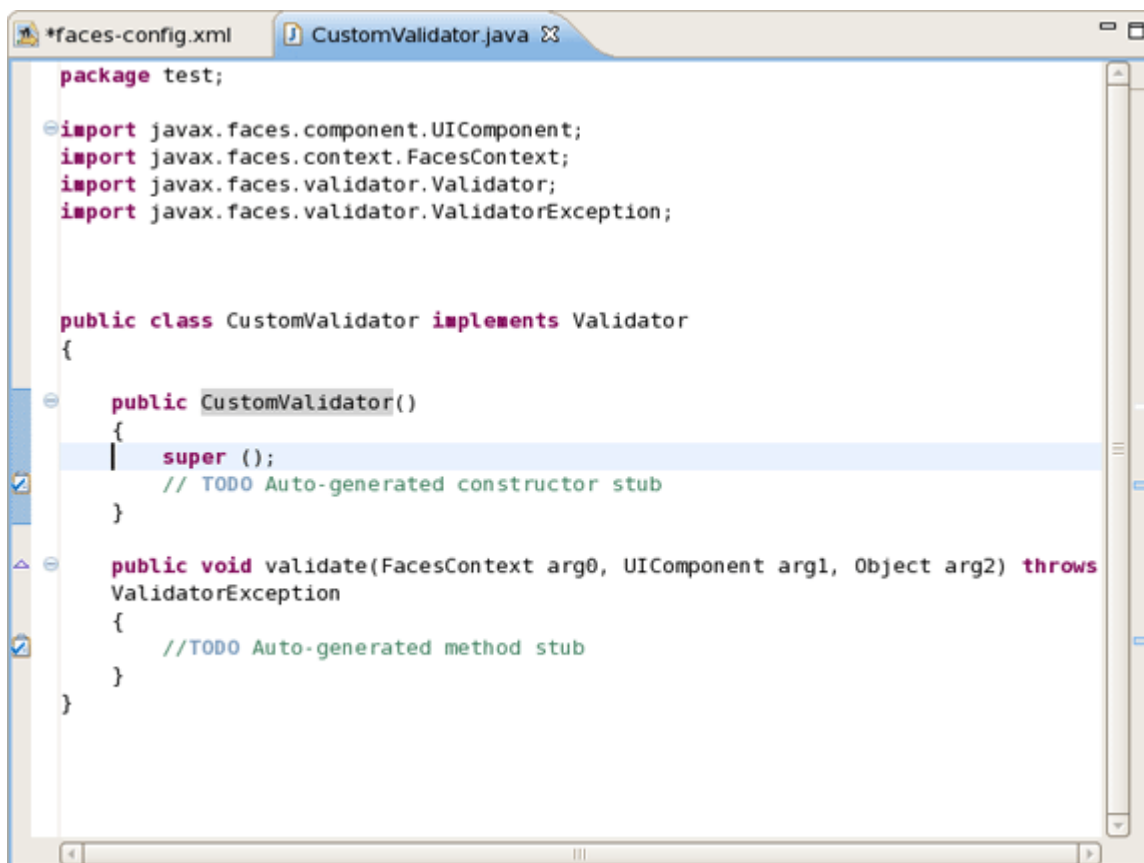 *faces-config.xml
CustomValidator.java
package test;
import javax.faces.component.UIComponent;
import javax.faces.context.FacesContext;
import javax.faces.validator.Validator;
import javax.faces.validator.ValidatorException;
public class CustomValidator implements Validator
{
public CustomValidator()
{
super ();
// TODO Auto-generated constructor stub
}
public void validate(FacesContext arg0, UIComponent arg1, Object arg2) throws
ValidatorException
{
//TODO Auto-generated method stub
}
}